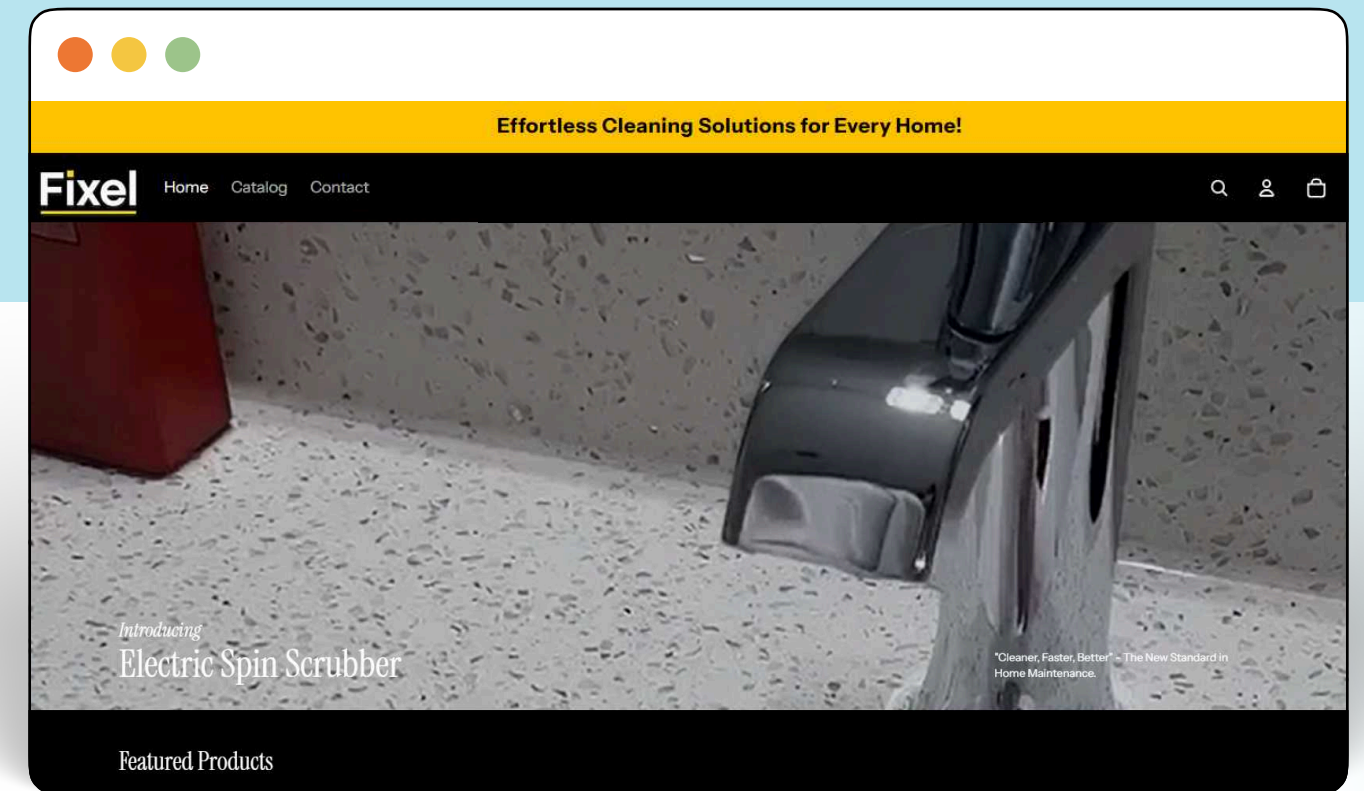 Effortless Cleaning Solutions for Every Home!
Fixel Home Catalog Contact
Introducing
Electric Spin Scrubber
"Cleaner, Faster, Better" - The New Standard in
Home Maintenance.
Featured Products